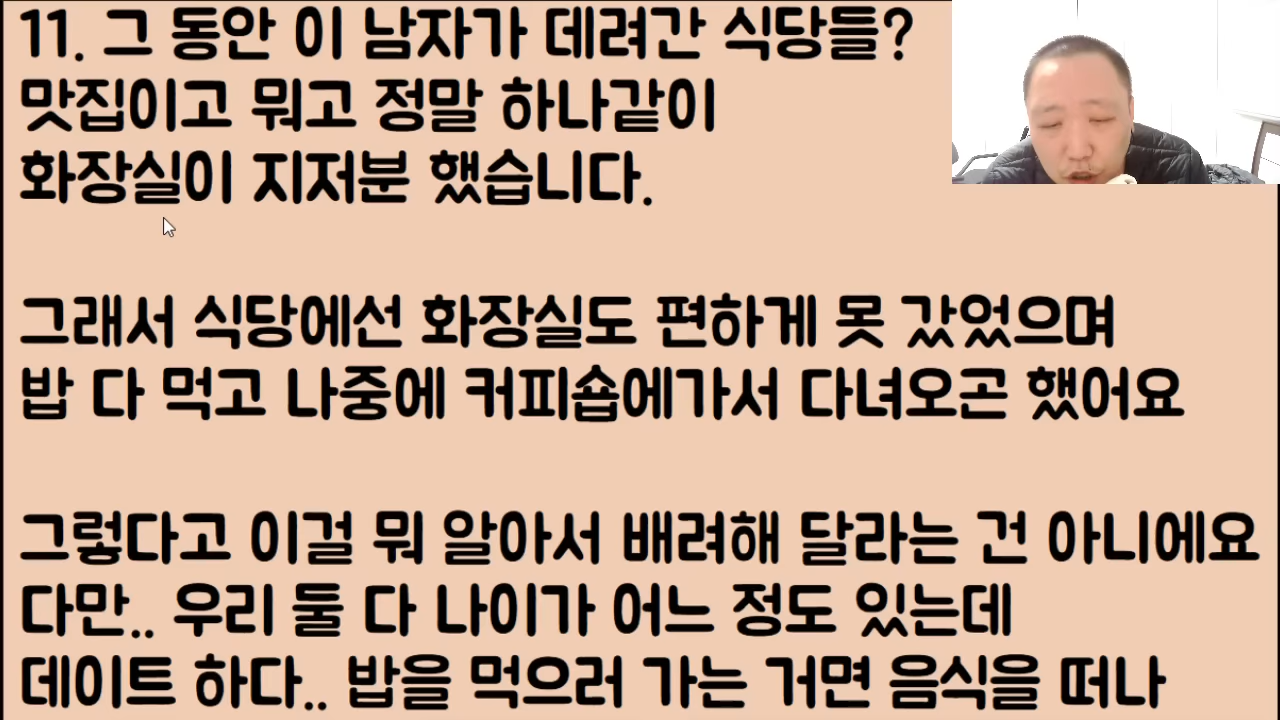 11. 그 동안 이 남자가 데려간 식당들?
맛집이고 뭐고 정말 하나같이
화장실이 지저분 했습니다.
그래서 식당에선 화장실도 편하게 못 갔었으며
밥 다 먹고 나중에 커피숍에가서 다녀오곤 했어요
그렇다고 이걸 뭐 알아서 배려해 달라는 건 아니에요
다만.. 우리 둘 다 나이가 어느 정도 있는데
데이트 하다.. 밥을 먹으러 가는 거면 음식을 떠나